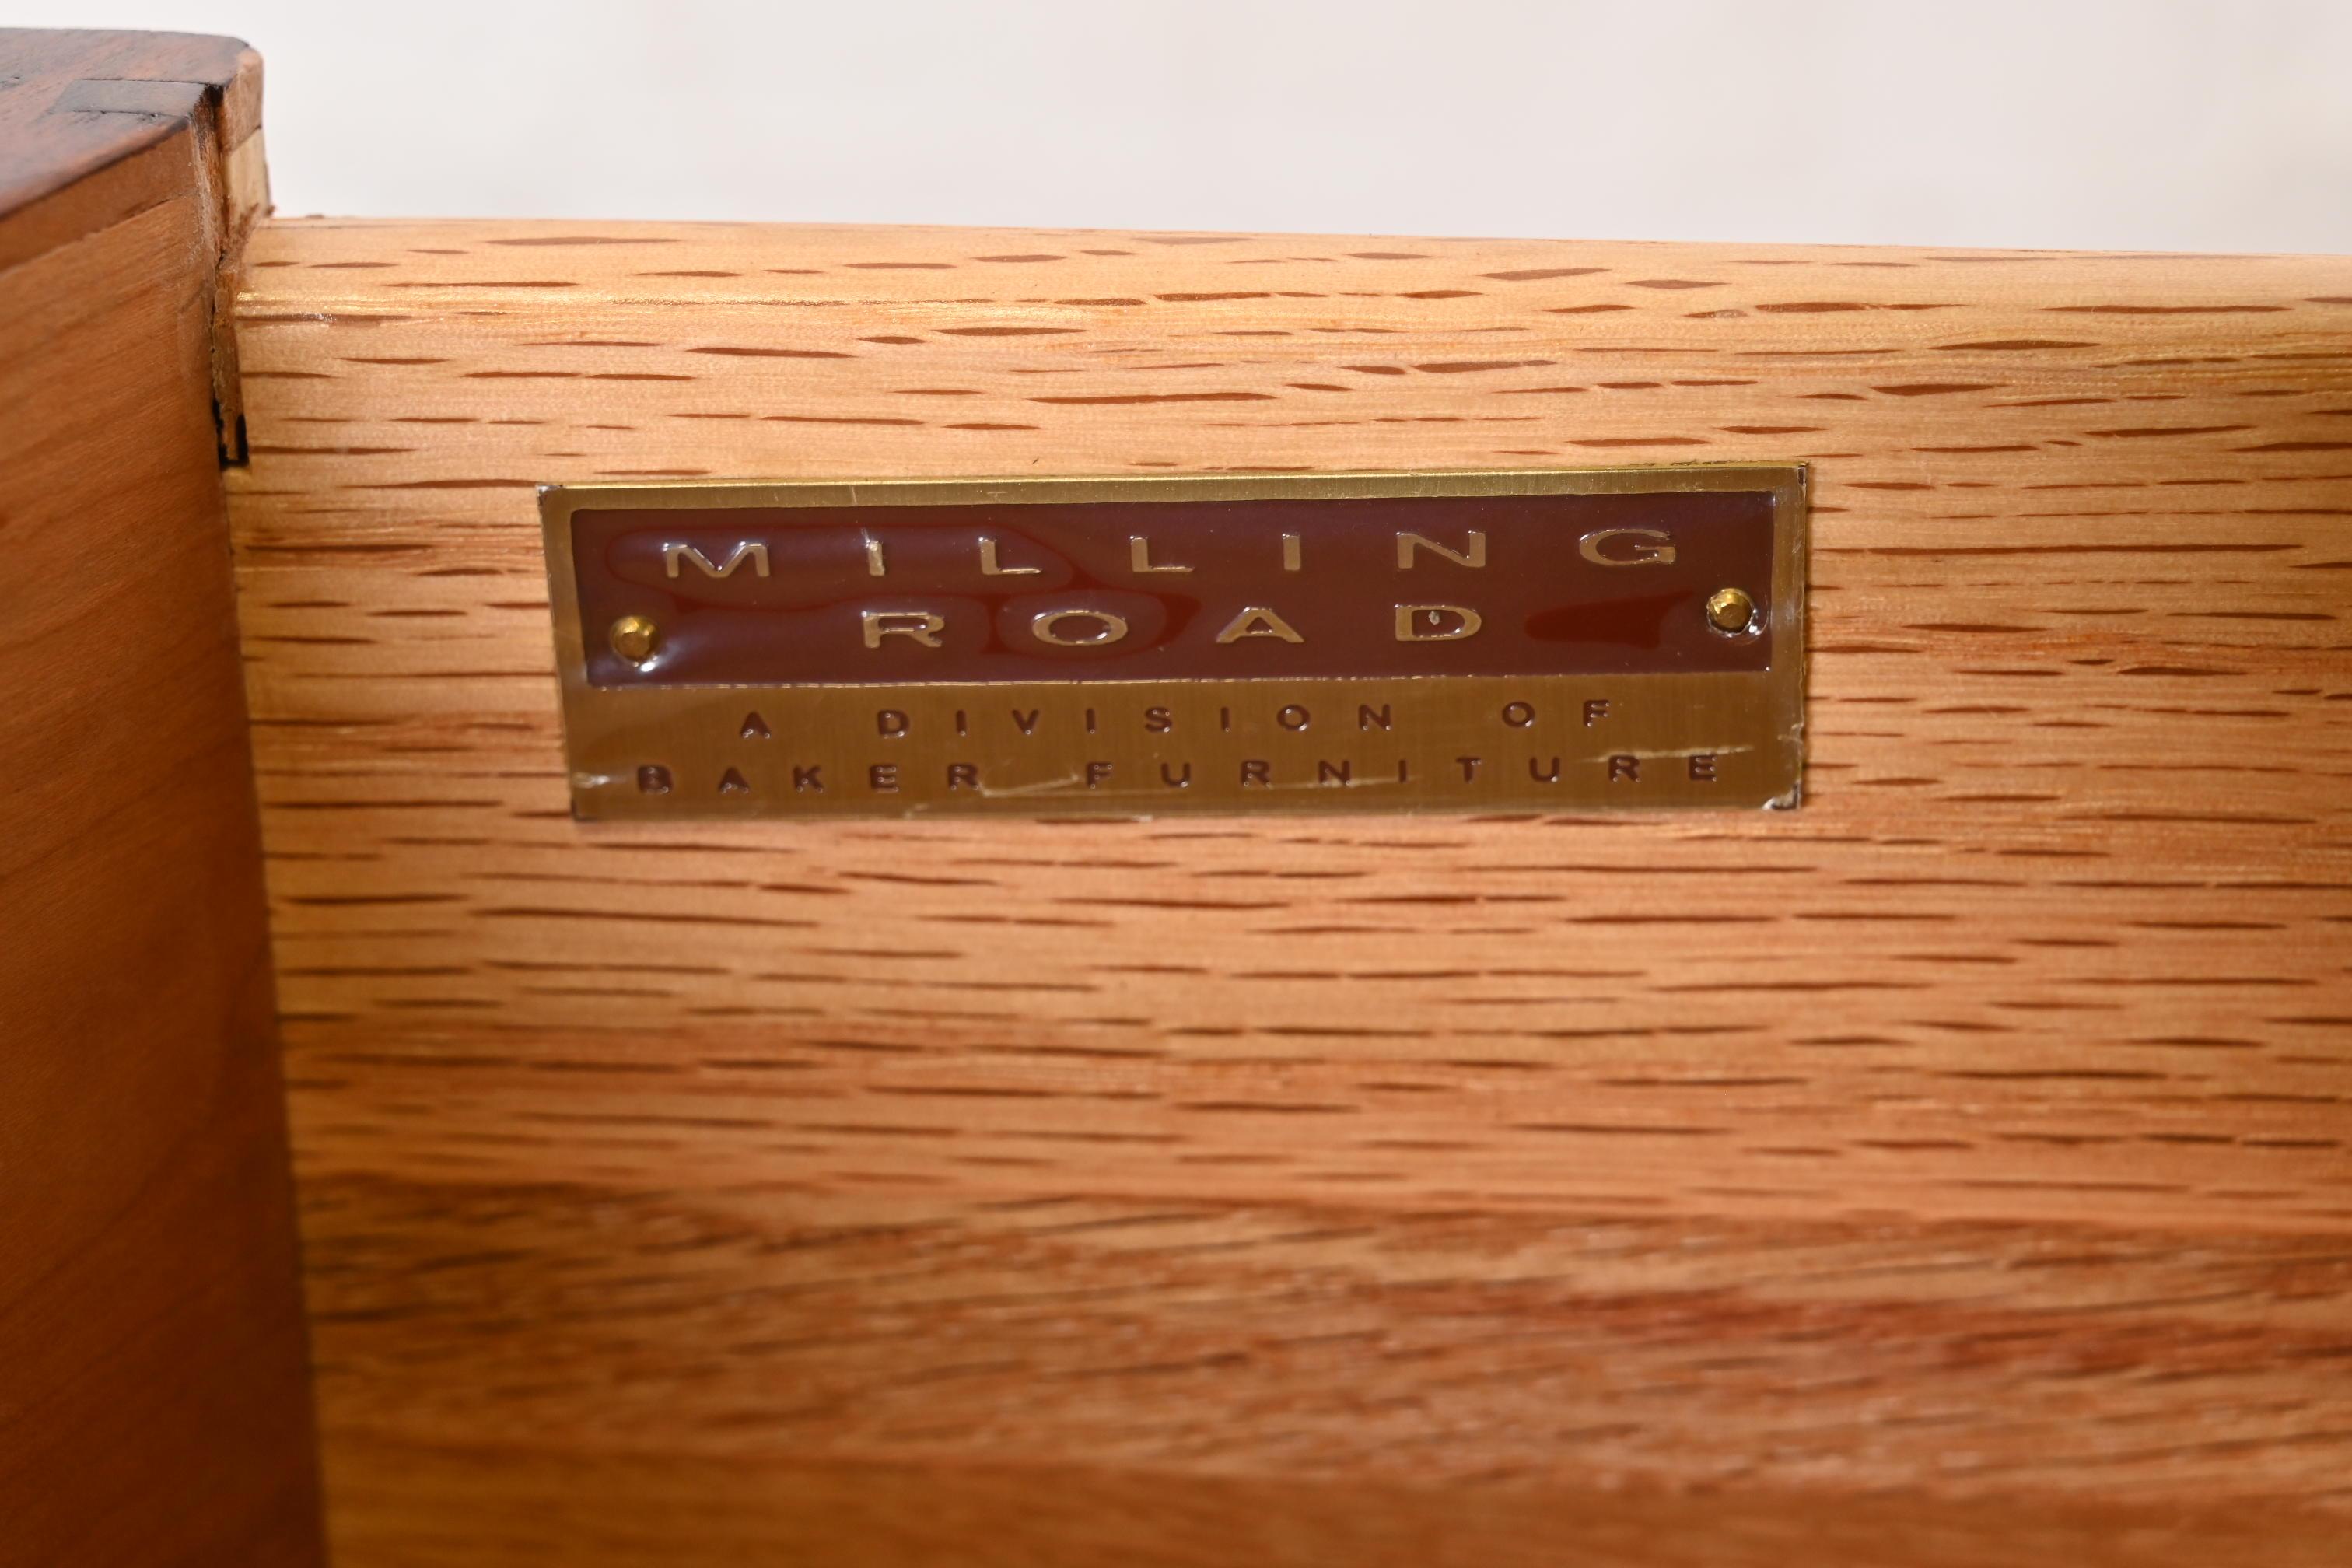 MILLING
ROAD
A DIVISION OF
BAKER FURNITURE